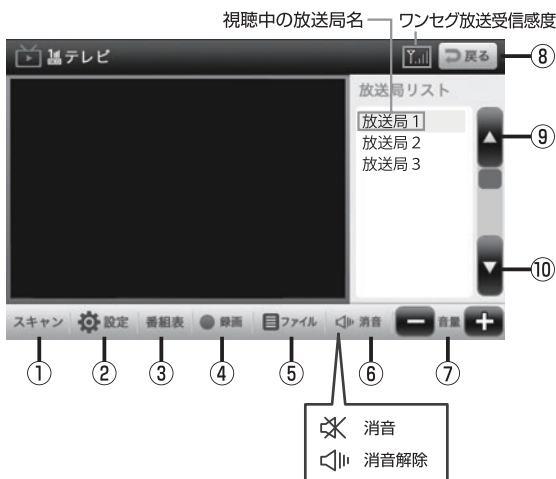 視聴中の放送局名
ワンセグ放送受信感度
テレビ
戻る
⑧
放送局リスト
放送局 1
放送局 2
放送局 3
⑨
⑩
スキャン 設定 番組表 録画 ファイル 消音 音量
① ② ③ ④ ⑤ ⑥ ⑦
消音
消音解除